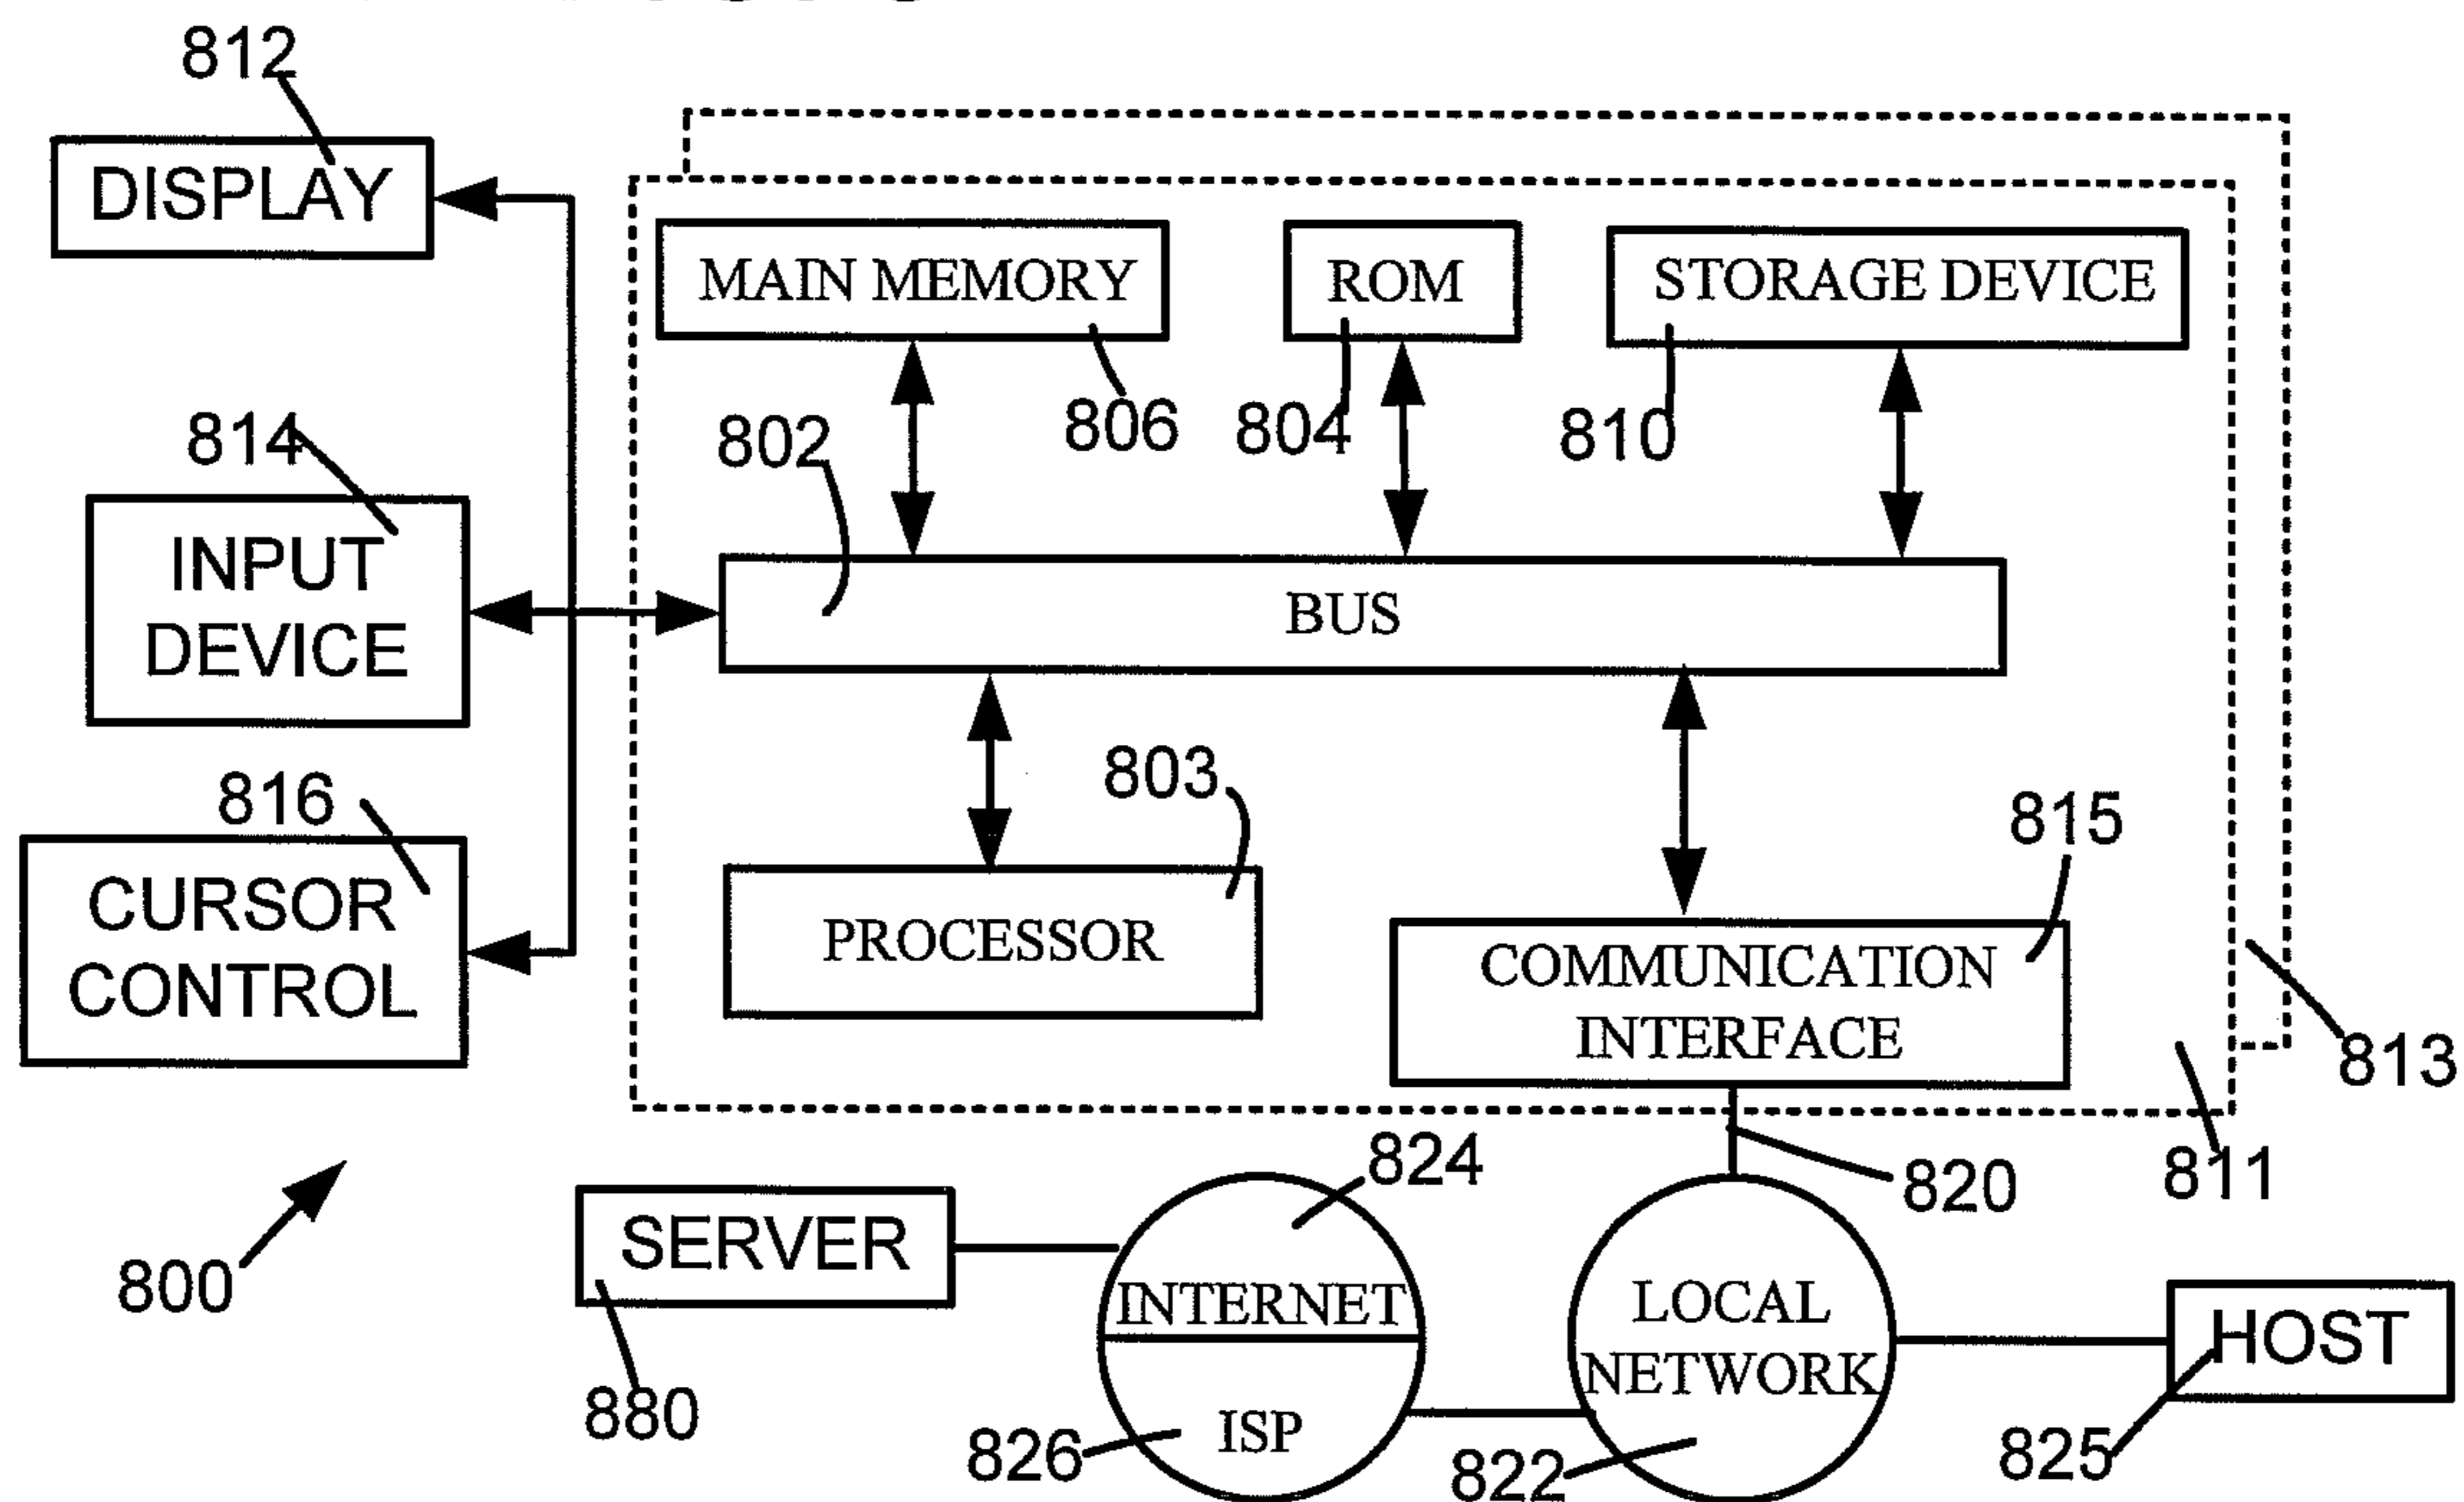 812
DISPLAY
MAIN MEMORY
ROM
STORAGE DEVICE
806
804
810
802
814
INPUT
DEVICE
BUS
803
816
815
CURSOR
CONTROL
PROCESSOR
COMMUNICATION
INTERFACE
813
811
820
824
800
SERVER
INTERNET
LOCAL
NETWORK
HOST
880
826
ISP
822
825